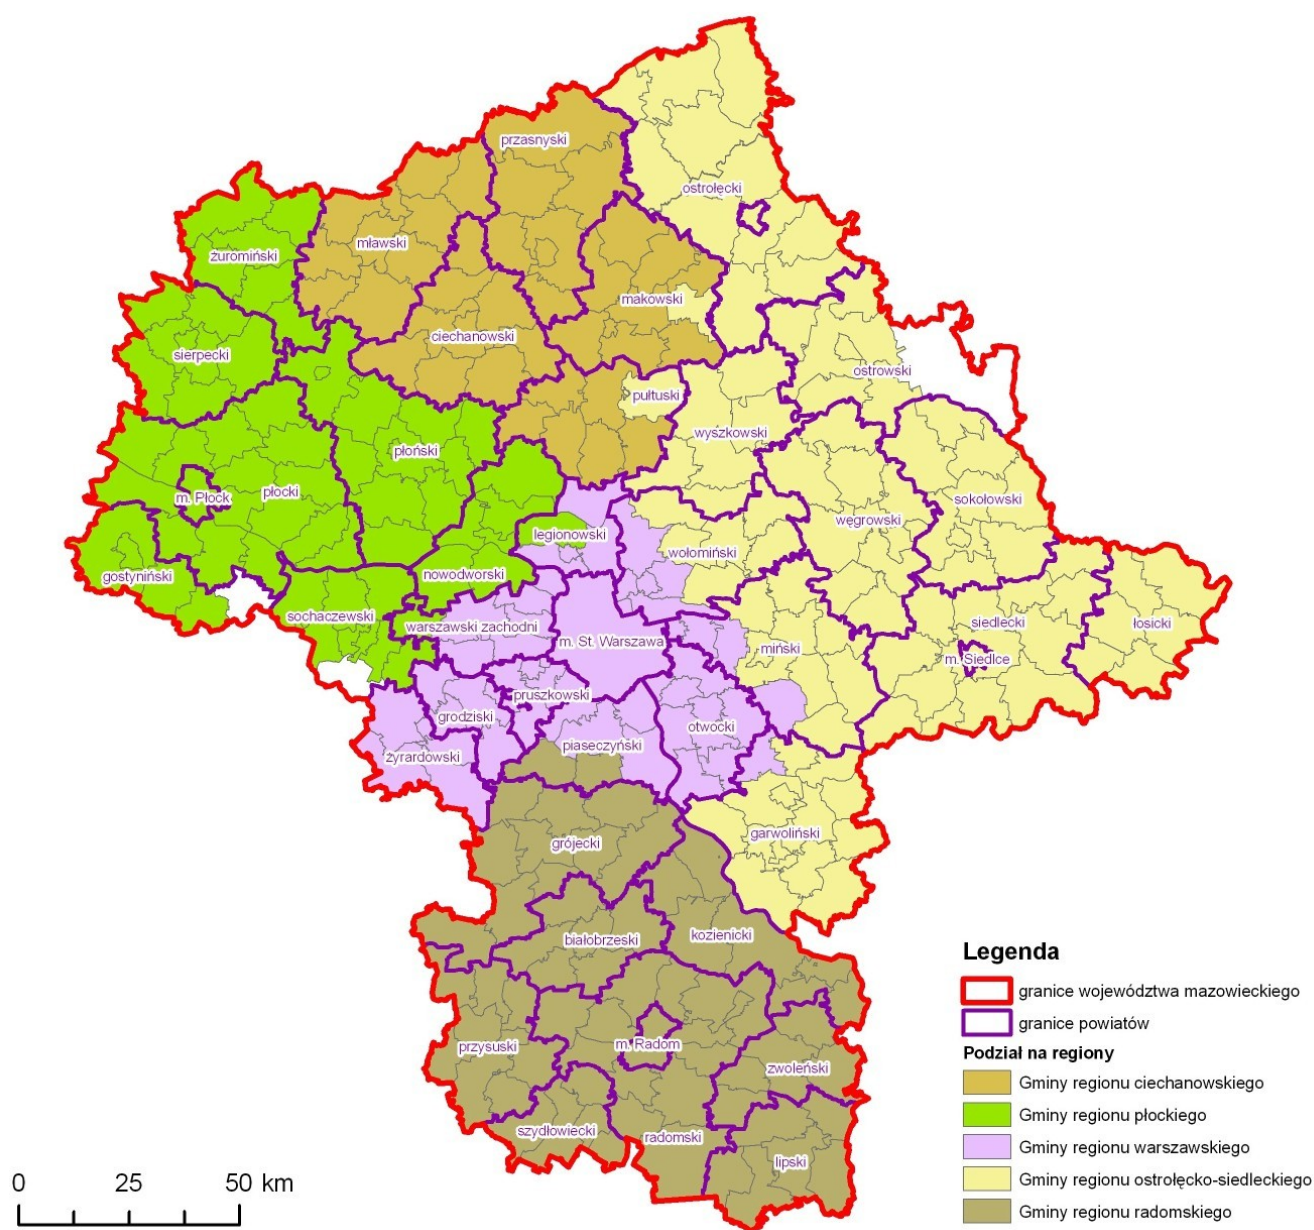 przasnyski
ostrołęcki
mławski
żuromiński
makowski
ciechanowski
sierpecki
ostrowski
pułtuski
wyszkowski
płoński
sokołowski
m. Płock
płocki
węgrowski
legionowski
wołomiński
gostyniński
nowodworski
sochaczewski
warszawski zachodni
siedlecki
łosicki
m. St. Warszawa
miński
m. Siedlce
pruszkowski
grodziski
otwocki
piaseczyński
żyrardowski
garwoliński
grójecki
białobrzeski
kozienicki
przysuski
m. Radom
zwoleński
szydłowiecki
radomski
lipski
Legenda
granice województwa mazowieckiego
granice powiatów
Podział na regiony
Gminy regionu ciechanowskiego
Gminy regionu płockiego
Gminy regionu warszawskiego
Gminy regionu ostrołęcko-siedleckiego
Gminy regionu radomskiego
0 25 50 km